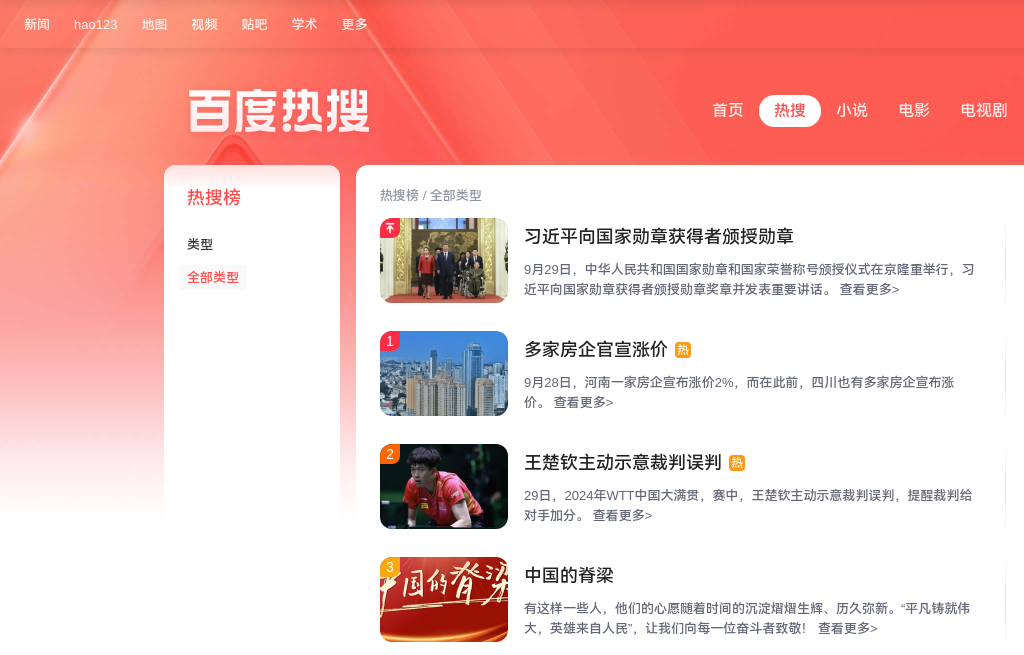 新闻 hao123 地图 视频 贴吧 学术 更多
百度热搜
首页 热搜 小说 电影 电视剧
热搜榜
类型
全部类型
热搜榜 / 全部类型
习近平向国家勋章获得者颁授勋章
9月29日，中华人民共和国国家勋章和国家荣誉称号颁授仪式在京隆重举行，习
近平向国家勋章获得者颁授勋章奖章并发表重要讲话。 查看更多>
1
多家房企官宣涨价 热
9月28日，河南一家房企宣布涨价2%，而在此前，四川也有多家房企宣布涨
价。 查看更多>
2
王楚钦主动示意裁判误判 热
29日，2024年WTT中国大满贯，赛中，王楚钦主动示意裁判误判，提醒裁判给
对手加分。 查看更多>
3
中国的脊梁
中国的脊梁
有这样一些人，他们的心愿随着时间的沉淀熠熠生辉、历久弥新。“平凡铸就伟
大，英雄来自人民”，让我们向每一位奋斗者致敬！ 查看更多>